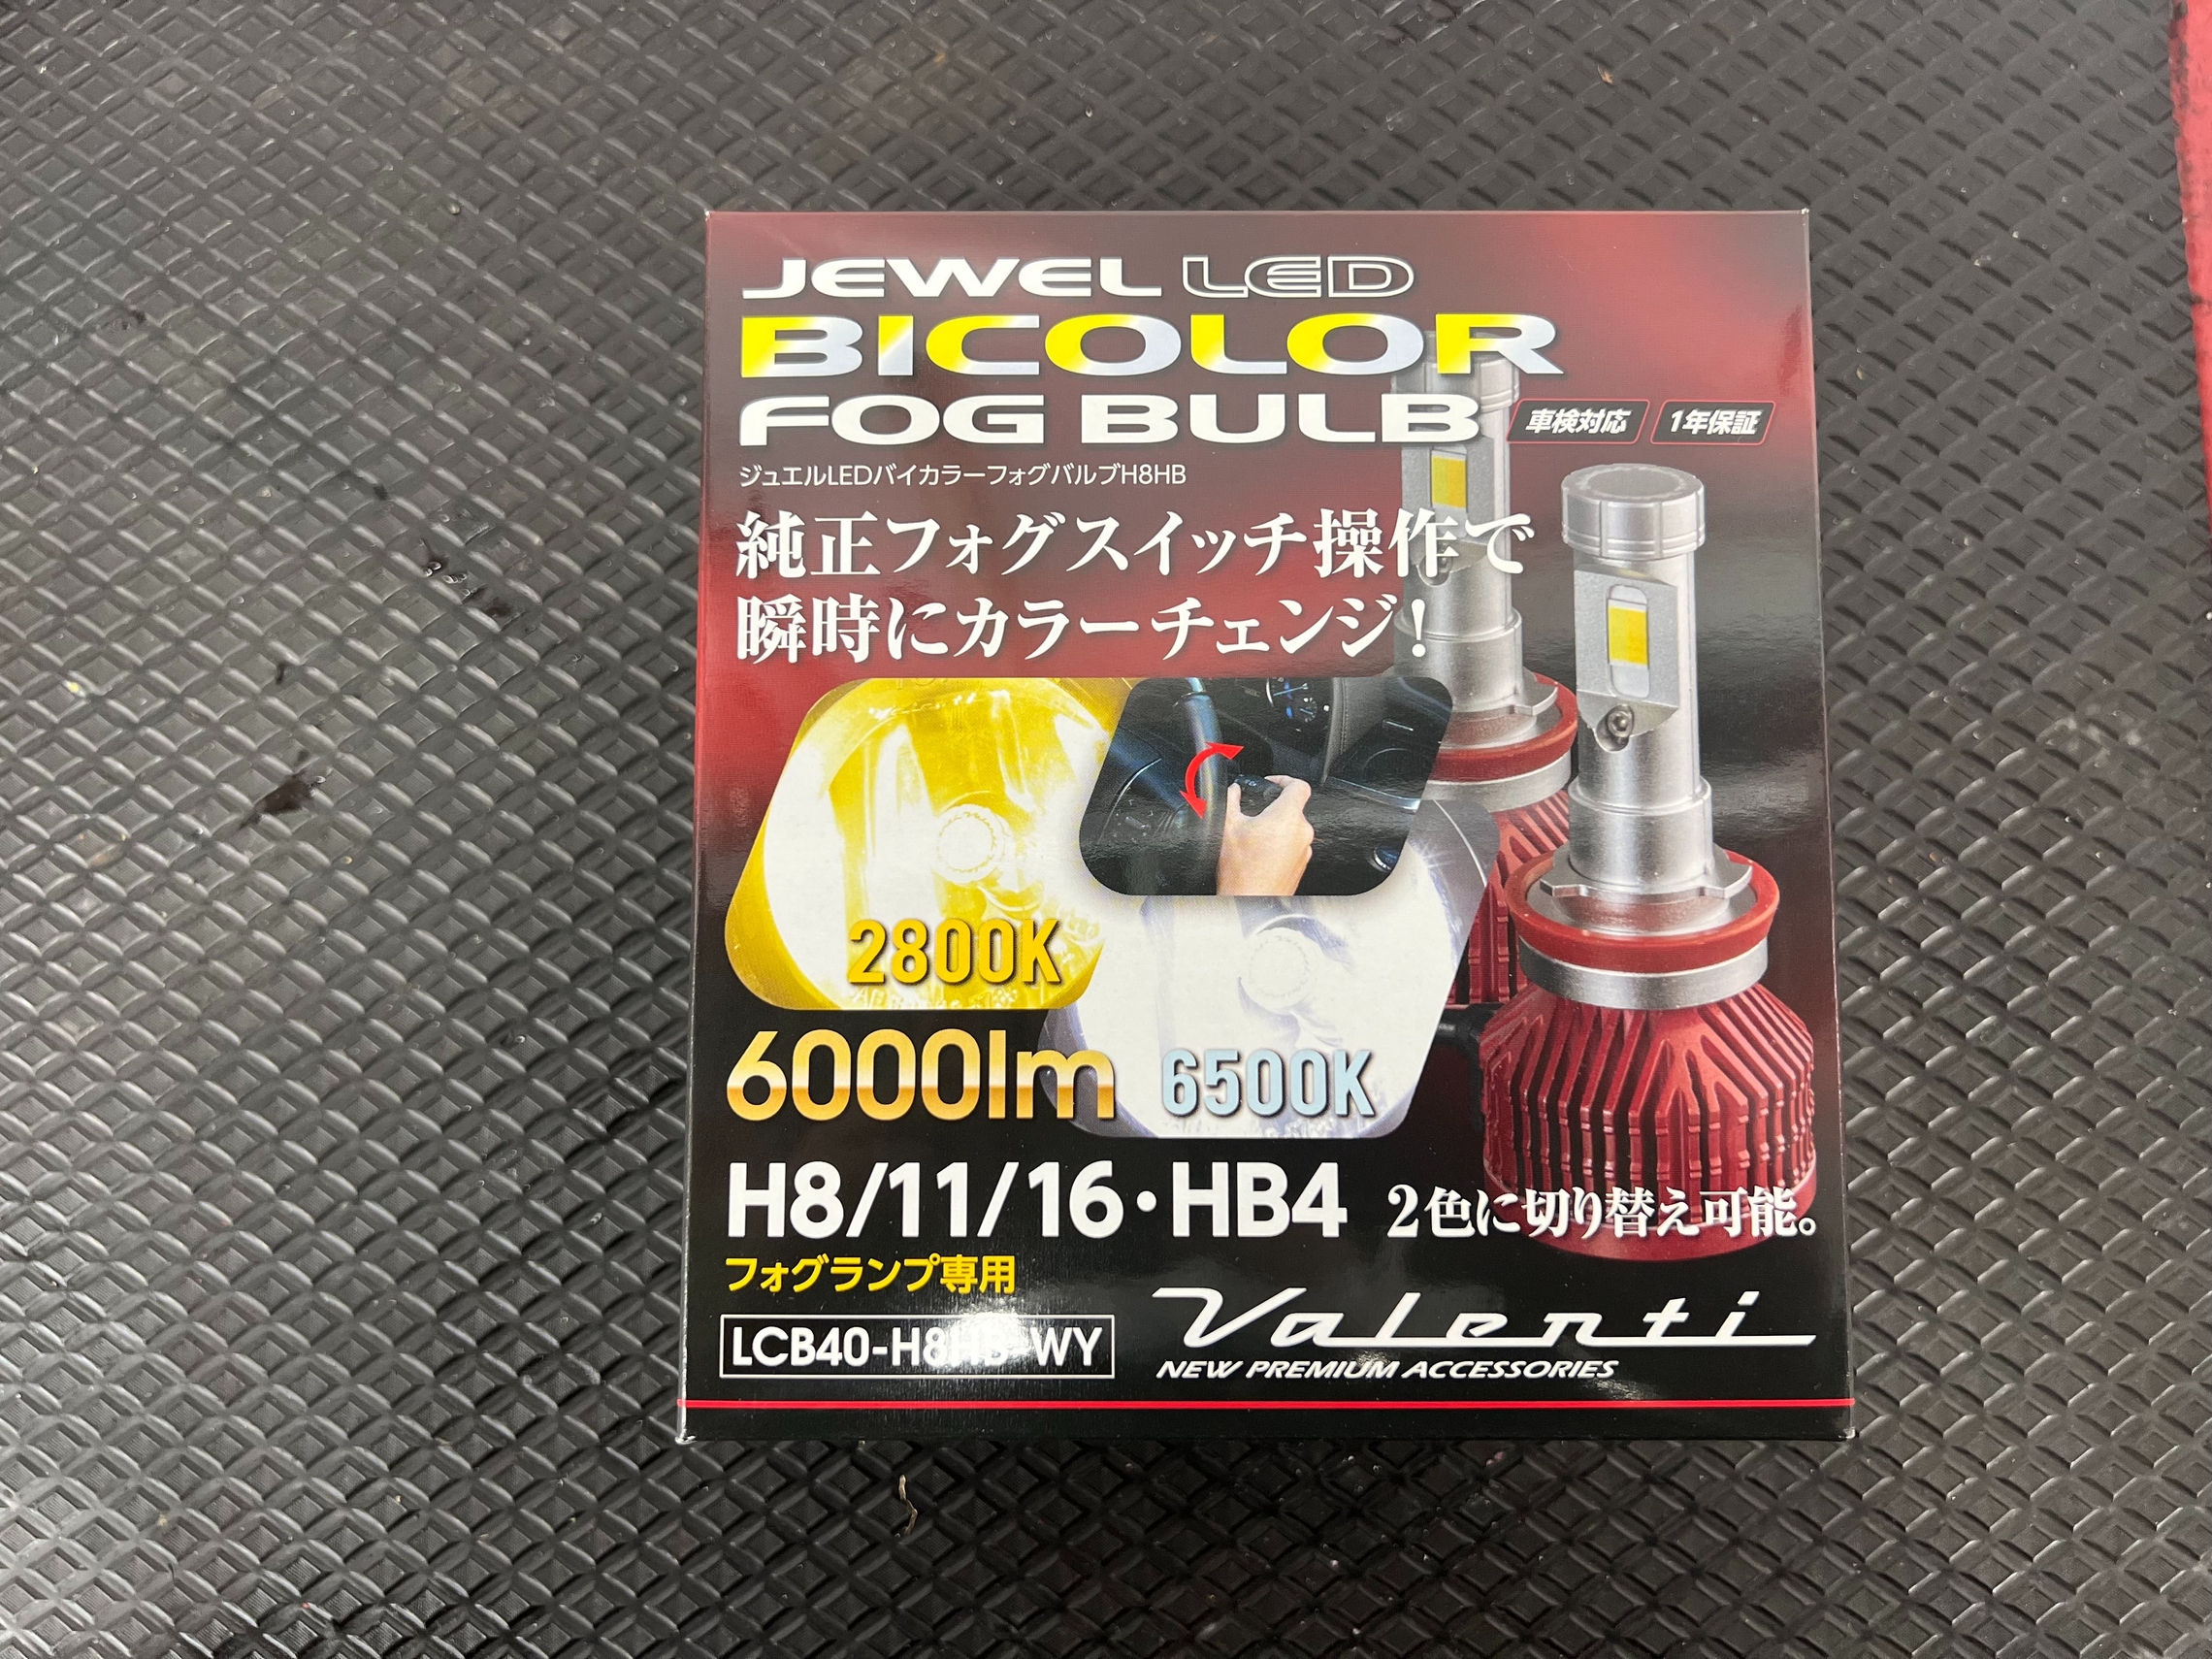 JEWEL LED
BICOLOR
FOG BULB
車検対応 1年保証
ジュエルLEDバイカラーフォグバルブH8HB
純正フォグスイッチ操作で
瞬時にカラーチェンジ!
2800K
6000lm
6500K
H8/11/16・HB4 2色に切り替え可能。
フォグランプ専用
LCB40-H8HB-WY
Valenti
NEW PREMIUM ACCESSORIES